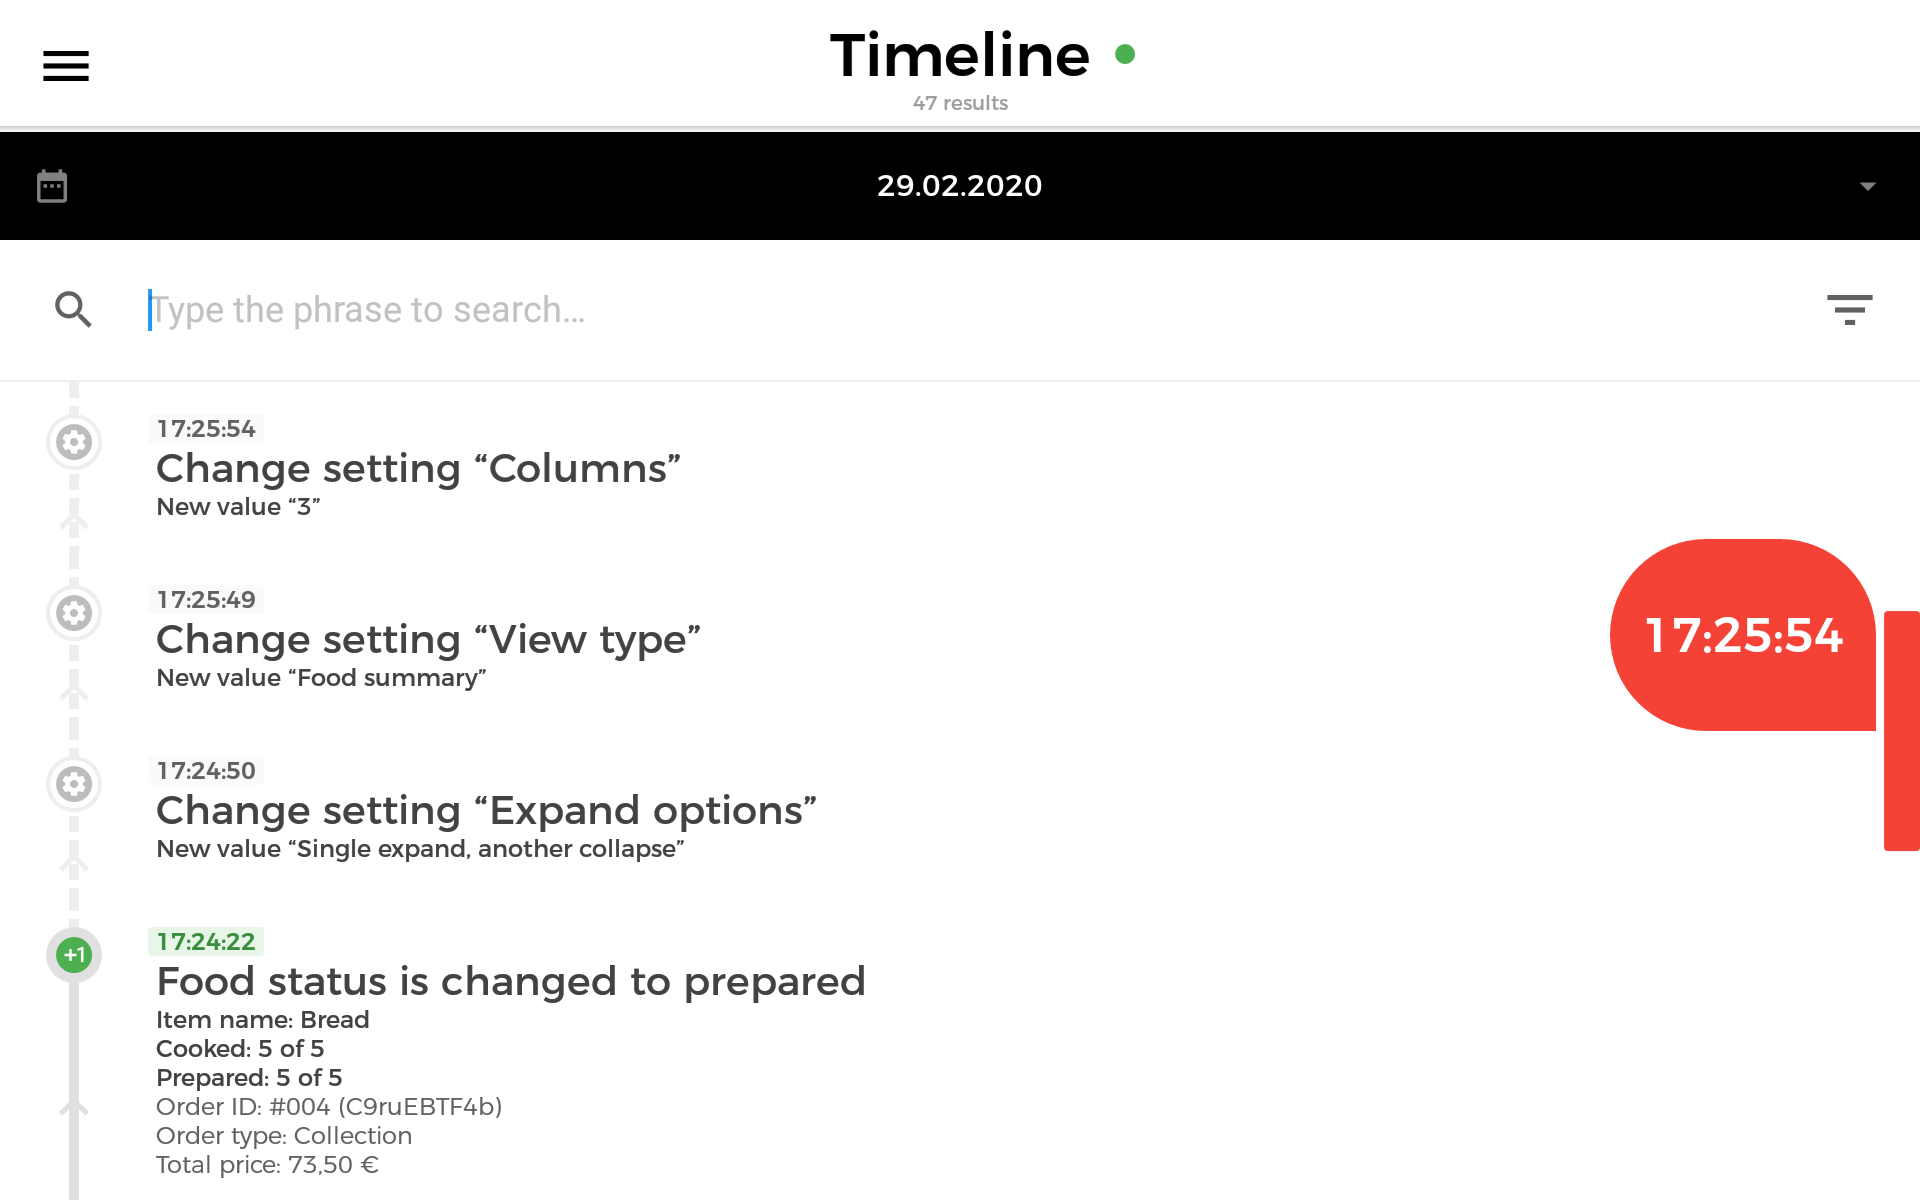 Timeline
47 results
29.02.2020
Type the phrase to search...
17:25:54
Change setting “Columns”
New value “3”
17:25:49
Change setting “View type”
New value “Food summary”
17:25:54
17:24:50
Change setting “Expand options”
New value “Single expand, another collapse”
+1
17:24:22
Food status is changed to prepared
Item name: Bread
Cooked: 5 of 5
Prepared: 5 of 5
Order ID: #004 (C9ruEBTF4b)
Order type: Collection
Total price: 73,50 €